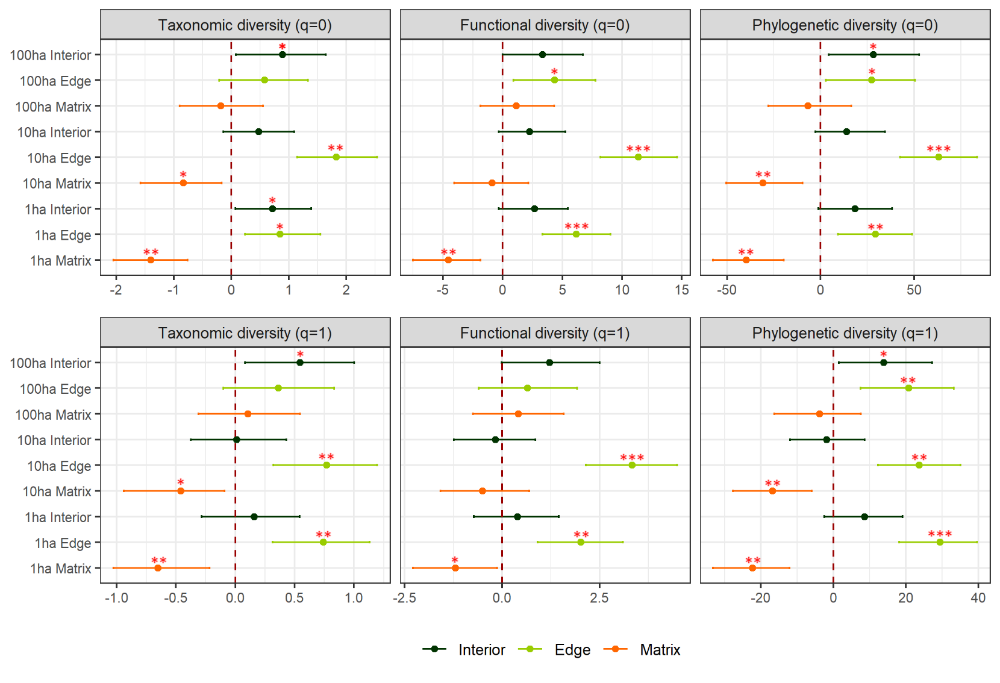 Taxonomic diversity (q=0) Functional diversity (q=0) Phylogenetic diversity (q=0)
100ha Interior * *
100ha Edge * *
100ha Matrix
10ha Interior
10ha Edge ** *** ***
10ha Matrix * **
1ha Interior *
1ha Edge * *** **
1ha Matrix ** ** **
-2 -1 0 1 2 -5 0 5 10 15 -50 0 50
Taxonomic diversity (q=1) Functional diversity (q=1) Phylogenetic diversity (q=1)
100ha Interior * *
100ha Edge **
100ha Matrix
10ha Interior
10ha Edge ** *** **
10ha Matrix * **
1ha Interior
1ha Edge ** ** ***
1ha Matrix ** * **
-1.0 -0.5 0.0 0.5 1.0 -2.5 0.0 2.5 -20 0 20 40
Interior Edge Matrix